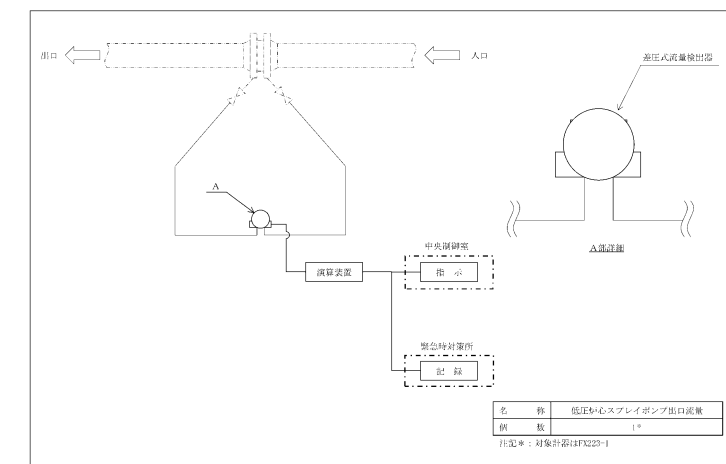 出口
入口
差圧式流量検出器
A
A部詳細
中央制御室
演算装置
指 示
緊急時対策所
記 録
名 称 低圧炉心スプレイポンプ出口流量
個 数 1*
注記*：対象計器はFX223-1